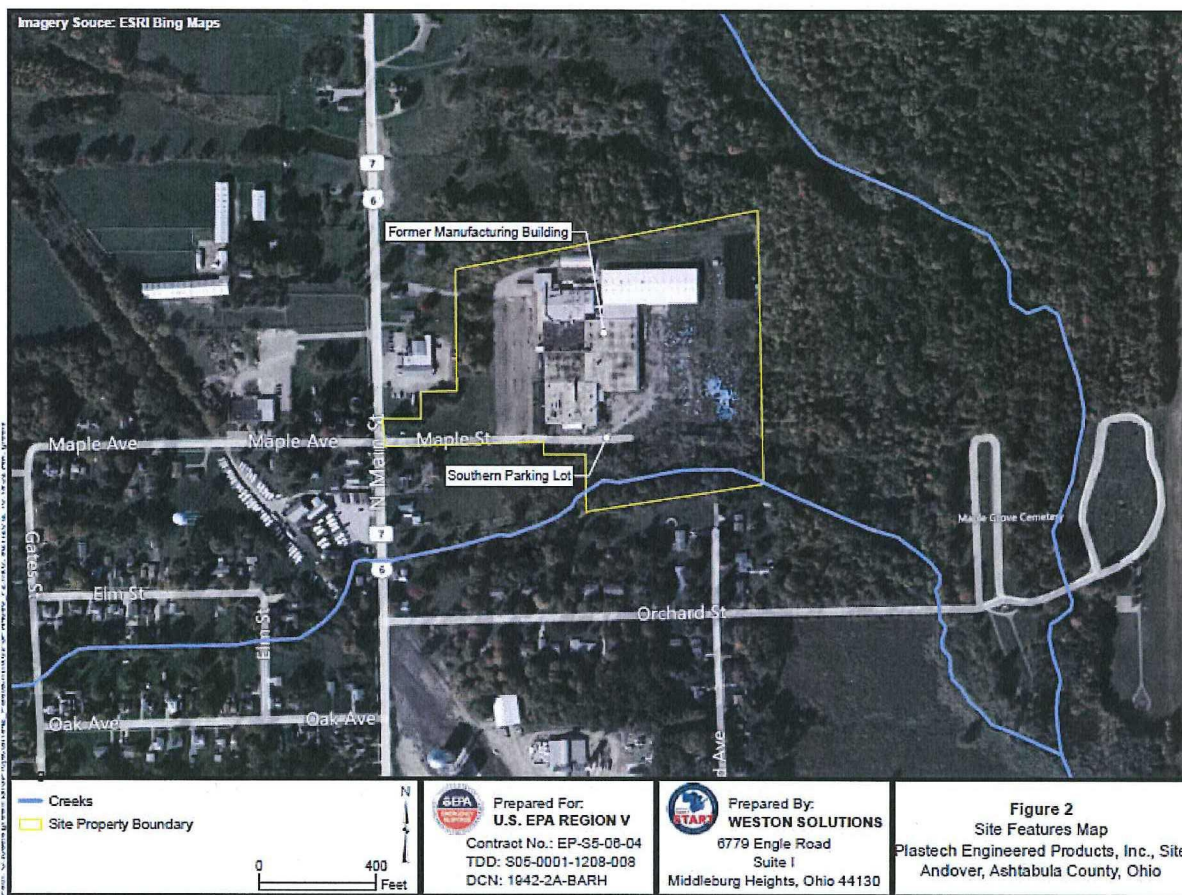 Imagery Souce: ESRI Bing Maps
7
6
Former Manufacturing Building
N Main St
Maple Ave
Maple Ave
Maple St
Southern Parking Lot
Maple Grove Cemetery
Gates St
7
6
Elm St
Elm St
Orchard St
Oak Ave
Oak Ave
d Ave
Creeks
Site Property Boundary
N
0 400
Feet
EPA
Prepared For:
U.S. EPA REGION V
Contract No.: EP-S5-06-04
TDD: S05-0001-1208-008
DCN: 1942-2A-BARH
START
Prepared By:
WESTON SOLUTIONS
6779 Engle Road
Suite I
Middleburg Heights, Ohio 44130
Figure 2
Site Features Map
Plastech Engineered Products, Inc., Site
Andover, Ashtabula County, Ohio